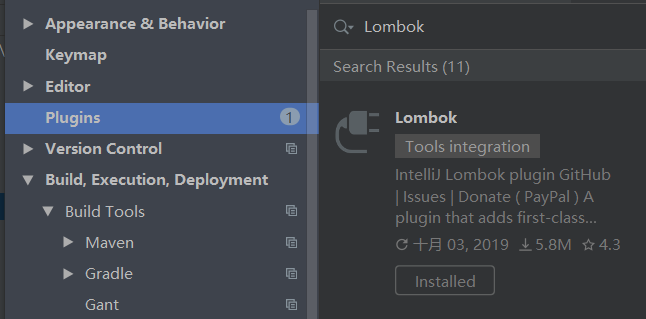 Appearance & Behavior
Keymap
Editor
Plugins 1
Version Control
Build, Execution, Deployment
Build Tools
Maven
Gradle
Gant
Lombok
Search Results (11)
Lombok
Tools integration
IntelliJ Lombok plugin GitHub
| Issues | Donate ( PayPal ) A
plugin that adds first-class...
十月 03, 2019 5.8M 4.3
Installed